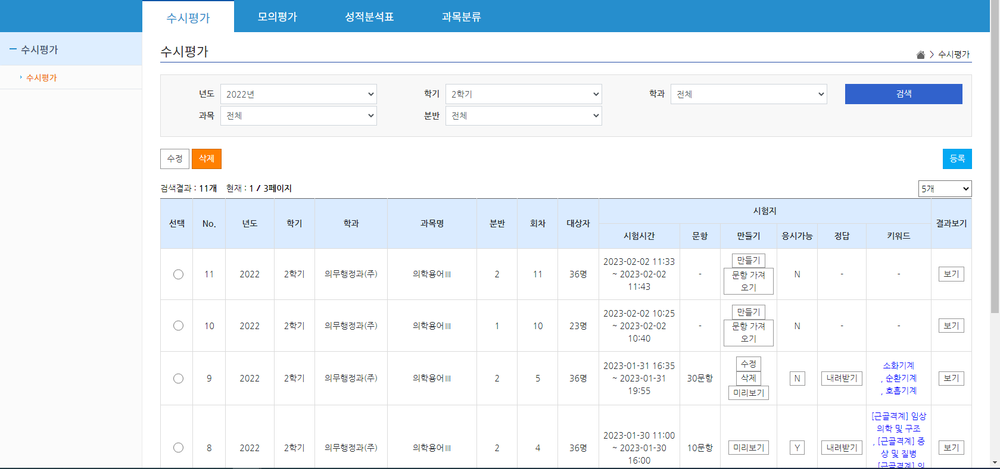 수시평가 모의평가 성적분석표 과목분류
수시평가
수시평가
수시평가
> 수시평가
년도 2022년 학기 2학기 학과 전체 검색
과목 전체 분반 전체
수정 삭제 등록
검색결과 : 11개 현재 : 1 / 3페이지 5개
선택 No. 년도 학기 학과 과목명 분반 회차 대상자 시험지 결과보기
시험시간 문항 만들기 응시가능 정답 키워드
11 2022 2학기 의무행정과(주) 의학용어Ⅲ 2 11 36명
2023-02-02 11:33
~ 2023-02-02
11:43
-
만들기
문항 가져
오기
N - - 보기
10 2022 2학기 의무행정과(주) 의학용어Ⅲ 1 10 23명
2023-02-02 10:25
~ 2023-02-02
10:40
-
만들기
문항 가져
오기
N - - 보기
9 2022 2학기 의무행정과(주) 의학용어Ⅲ 2 5 36명
2023-01-31 16:35
~ 2023-01-31
19:55
30문항
수정
삭제
미리보기
N 내려받기
소화기계
, 순환기계
, 호흡기계
보기
8 2022 2학기 의무행정과(주) 의학용어Ⅲ 2 4 36명
2023-01-30 11:00
~ 2023-01-30
16:00
10문항 미리보기 Y 내려받기
[근골격계] 임상
의학 및 구조
, [근골격계] 증
상 및 질병
[근골격계] 의
보기